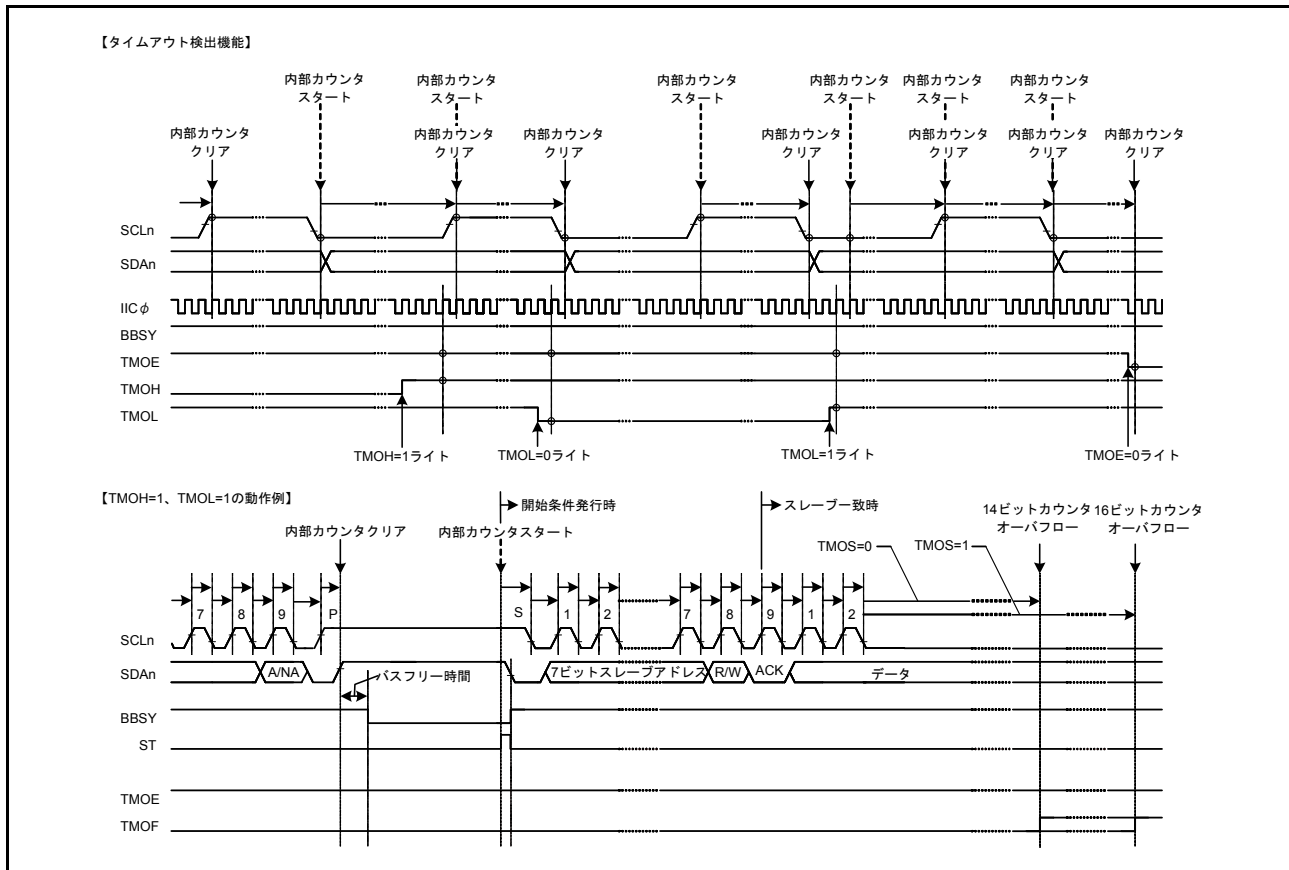 【タイムアウト検出機能】
内部カウンタ
スタート
内部カウンタ
スタート
内部カウンタ
スタート
内部カウンタ
スタート
内部カウンタ
スタート
内部カウンタ
スタート
内部カウンタ
クリア
内部カウンタ
クリア
内部カウンタ
クリア
内部カウンタ
クリア
内部カウンタ
クリア
内部カウンタ
クリア
内部カウンタ
クリア
SCLn
SDAn
IICφ
BBSY
TMOE
TMOH
TMOL
TMOH=1ライト
TMOL=0ライト
TMOL=1ライト
TMOE=0ライト
【TMOH=1、TMOL=1の動作例】
開始条件発行時
スレーブ一致時
14ビットカウンタ
オーバフロー
16ビットカウンタ
オーバフロー
内部カウンタクリア
内部カウンタスタート
TMOS=0
TMOS=1
7 8 9 P S 1 2 7 8 9 1 2
SCLn
SDAn
A/NA
バスフリー時間
7ビットスレーブアドレス
R/W
ACK
データ
BBSY
ST
TMOE
TMOF